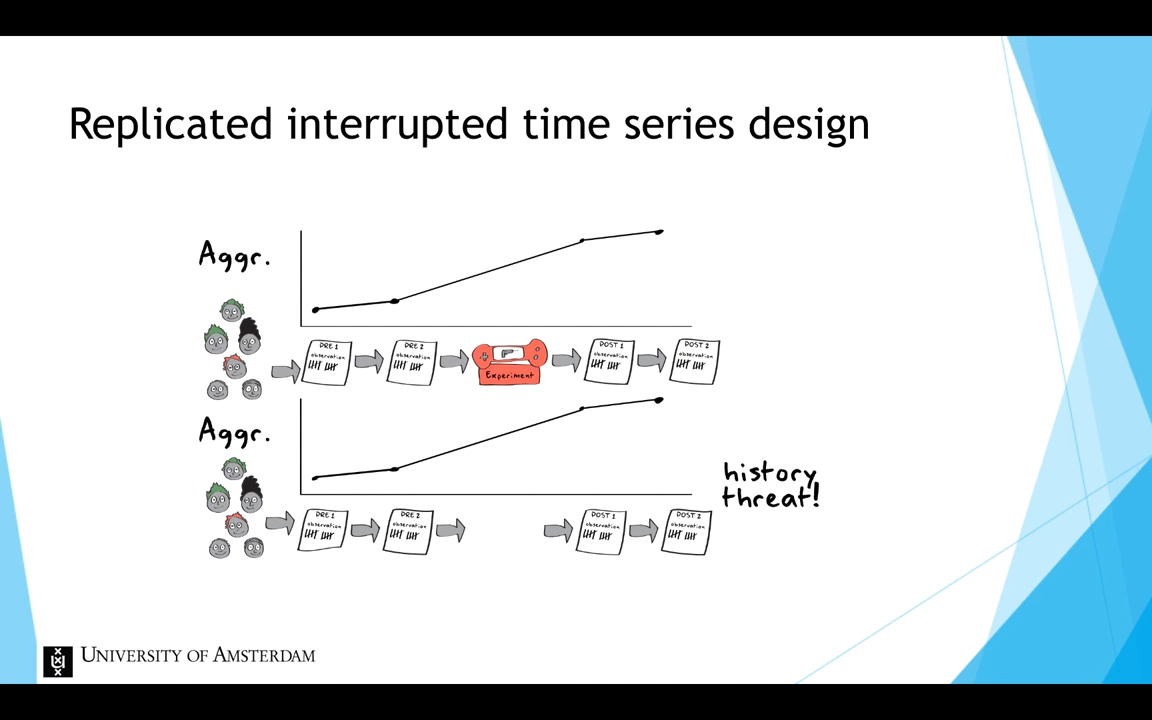 Replicated interrupted time series design
Aggr.
PRE 1
observation
PRE 2
observation
Experiment
POST 1
observation
POST 2
observation
Aggr.
history
threat!
PRE 1
observation
PRE 2
observation
POST 1
observation
POST 2
observation
UNIVERSITY OF AMSTERDAM